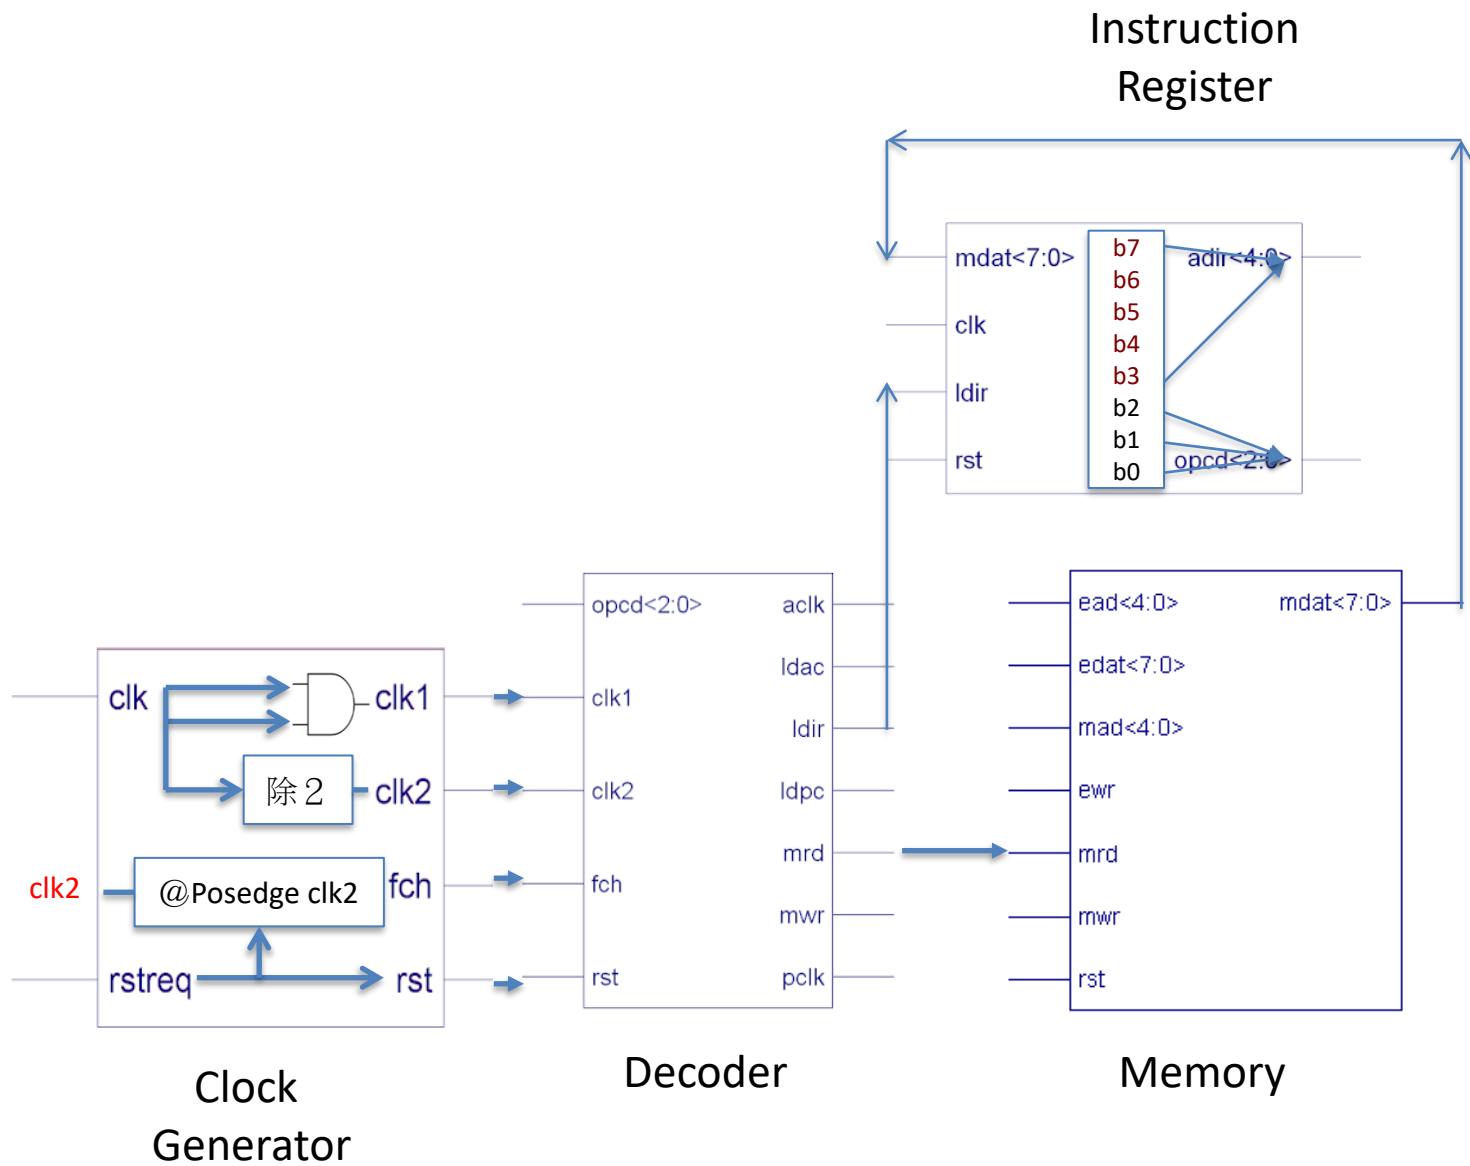 Instruction
Register
mdat<7:0>
clk
ldir
rst
b7
b6
b5
b4
b3
b2
b1
b0
adir<4:0>
opcd<2:0>
clk
clk1
除２
clk2
clk2
@Posedge clk2
fch
rstreq
rst
Clock
Generator
opcd<2:0>
clk1
clk2
fch
rst
aclk
ldac
ldir
ldpc
mrd
mwr
pclk
Decoder
ead<4:0>
edat<7:0>
mad<4:0>
ewr
mrd
mwr
rst
mdat<7:0>
Memory